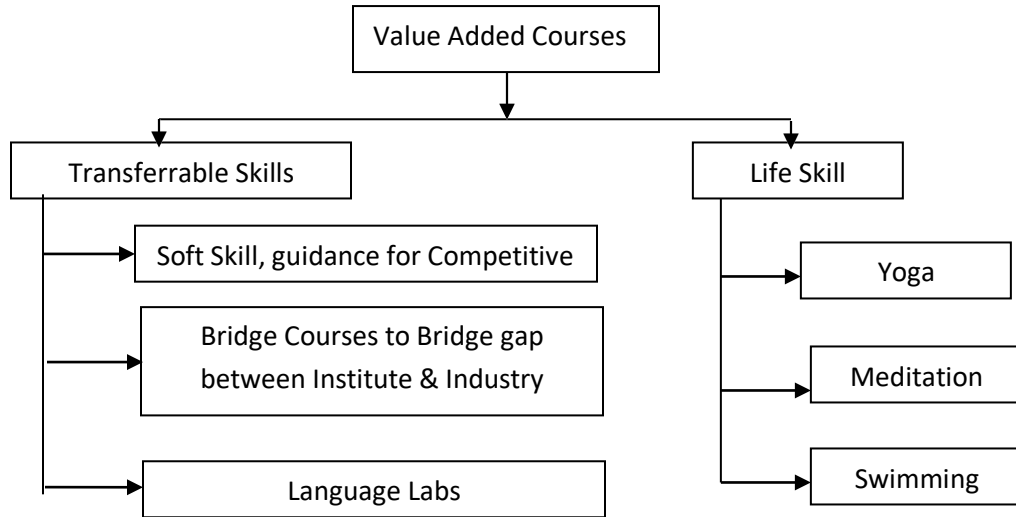 Value Added Courses
Transferrable Skills
Life Skill
Soft Skill, guidance for Competitive
Yoga
Bridge Courses to Bridge gap
between Institute & Industry
Meditation
Language Labs
Swimming